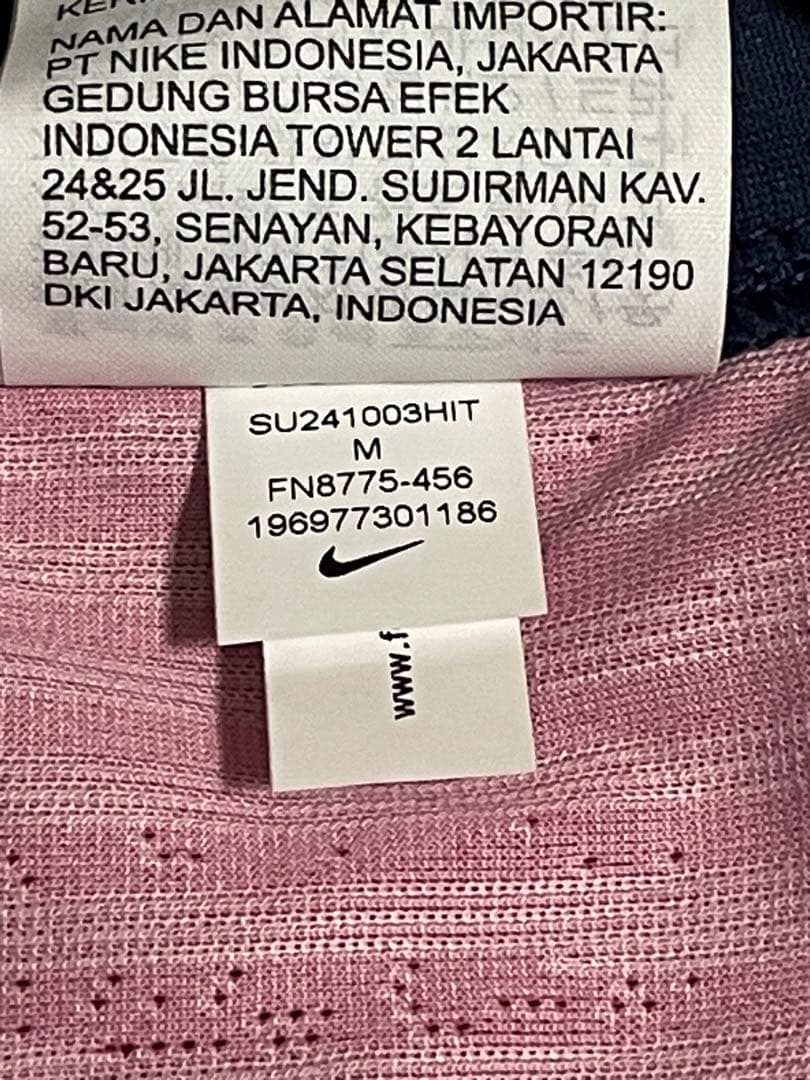 NAMA DAN ALAMAT IMPORTIR:
PT NIKE INDONESIA, JAKARTA
GEDUNG BURSA EFEK
INDONESIA TOWER 2 LANTAI
24&25 JL. JEND. SUDIRMAN KAV.
52-53, SENAYAN, KEBAYORAN
BARU, JAKARTA SELATAN 12190
DKI JAKARTA, INDONESIA
SU241003HIT
M
FN8775-456
196977301186
www.f